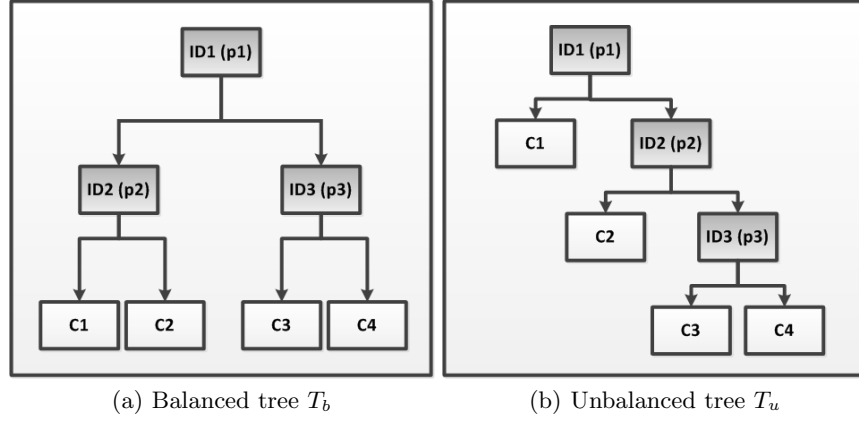 ID1 (p1)
ID2 (p2)
ID3 (p3)
C1
C2
C3
C4
(a) Balanced tree T_b
ID1 (p1)
C1
ID2 (p2)
C2
ID3 (p3)
C3
C4
(b) Unbalanced tree T_u